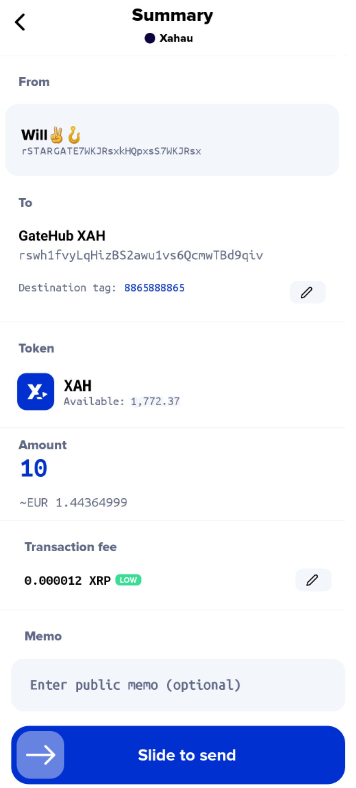 Summary
Xahau
From
Will✌️🪝
rSTARGATE7WKJRsxkHQpxsS7WKJRsx
To
GateHub XAH
rswh1fvyLqHizBS2awu1vs6QcmwTBd9qiv
Destination tag: 8865888865
Token
XAH
Available: 1,772.37
Amount
10
~EUR 1.44364999
Transaction fee
0.000012 XRP LOW
Memo
Enter public memo (optional)
Slide to send